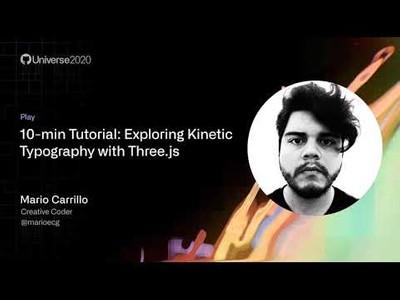 Universe2020
Play
10-min Tutorial: Exploring Kinetic
Typography with Three.js
Mario Carrillo
Creative Coder
@marioecg